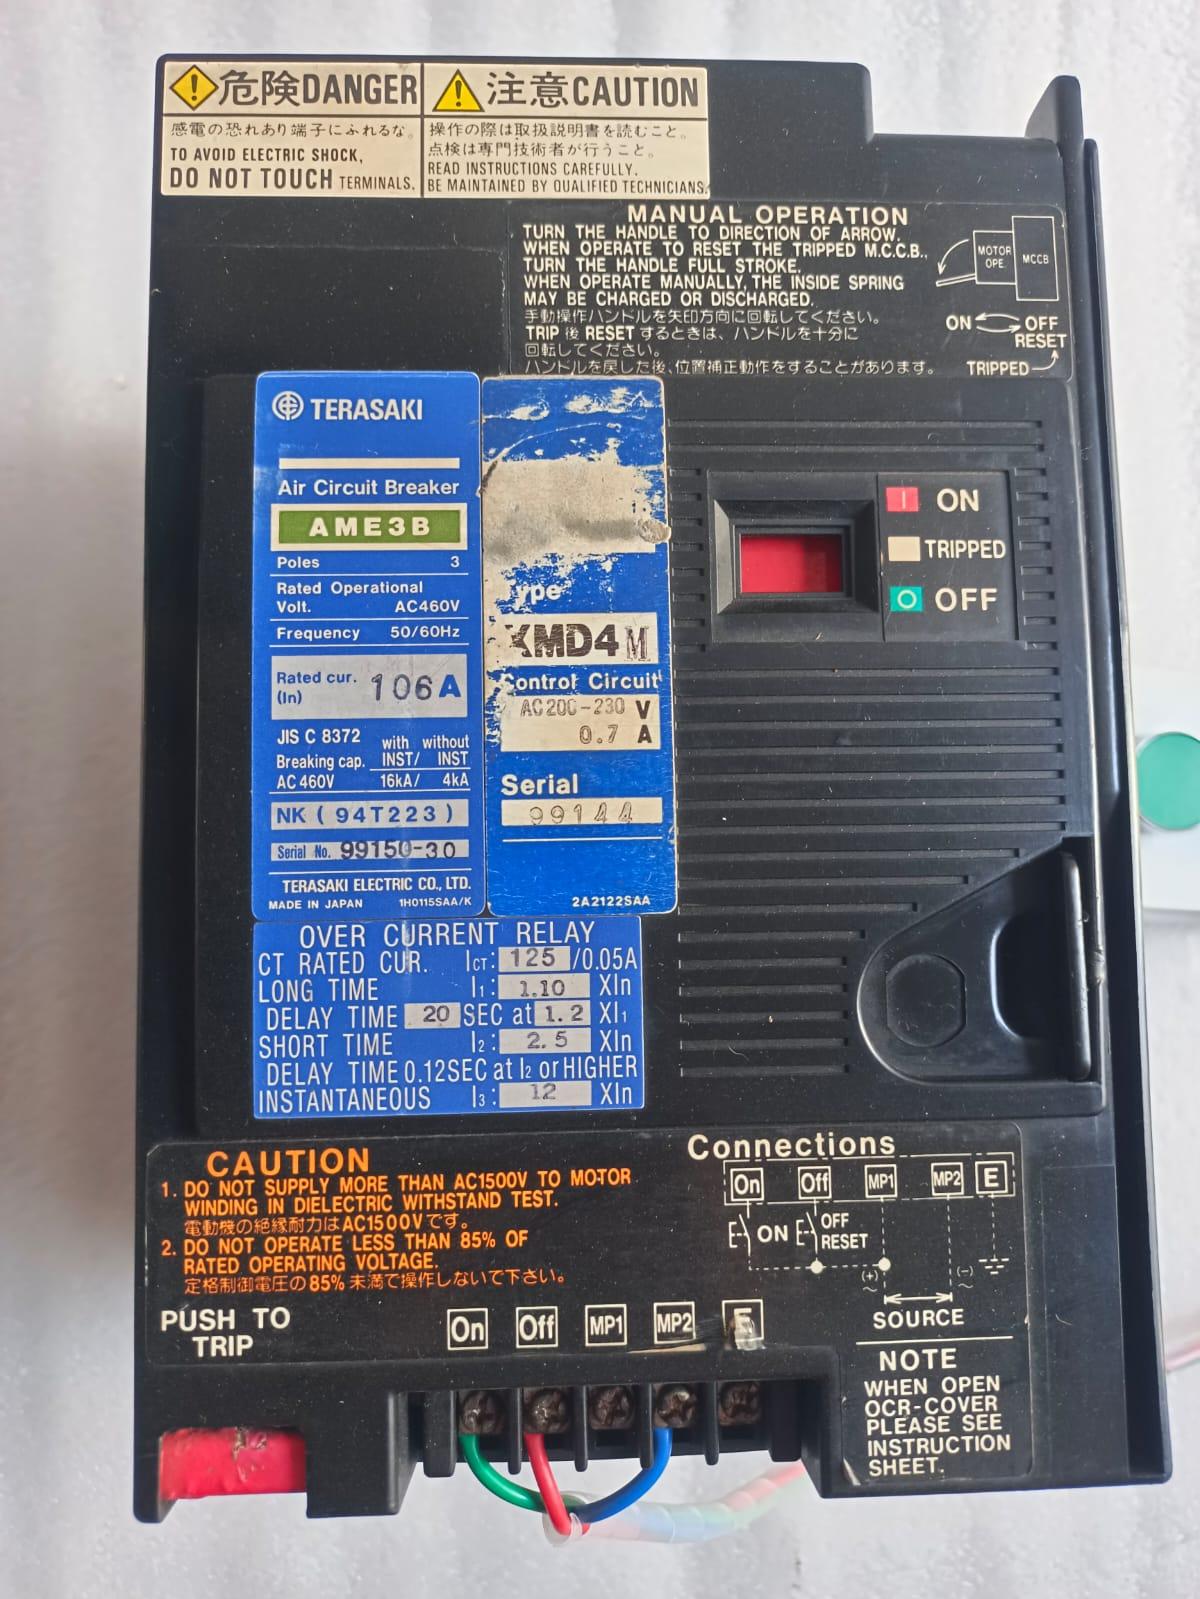 危険DANGER
感電の恐れあり端子にふれるな。
TO AVOID ELECTRIC SHOCK,
DO NOT TOUCH TERMINALS.
注意CAUTION
操作の際は取扱説明書を読むこと。
点検は専門技術者が行うこと。
READ INSTRUCTIONS CAREFULLY.
BE MAINTAINED BY QUALIFIED TECHNICIANS.
MANUAL OPERATION
TURN THE HANDLE TO DIRECTION OF ARROW.
WHEN OPERATE TO RESET THE TRIPPED M.C.C.B.,
TURN THE HANDLE FULL STROKE.
WHEN OPERATE MANUALLY, THE INSIDE SPRING
MAY BE CHARGED OR DISCHARGED.
手動操作ハンドルを矢印方向に回転してください。
TRIP 後 RESET するときは、ハンドルを十分に
回転してください。
ハンドルを戻した後、位置補正動作をすることがあります。
MOTOR
OPE.
MCCB
ON OFF
RESET
TRIPPED
TERASAKI
Air Circuit Breaker
AME3B
Poles 3
Rated Operational
Volt. AC460V
Frequency 50/60Hz
Rated cur.
(In) 106A
JIS C 8372 with without
Breaking cap. INST/ INST
AC 460V 16kA/ 4kA
NK (94T223)
Serial No. 99150-30
TERASAKI ELECTRIC CO., LTD.
MADE IN JAPAN 1H0115SAA/K
ype
XMD4 M
Control Circuit
AC200-230 V
0.7 A
Serial
99144
2A2122SAA
I ON
TRIPPED
O OFF
OVER CURRENT RELAY
CT RATED CUR. ICT: 125 /0.05A
LONG TIME I1: 1.10 XIn
DELAY TIME 20 SEC at 1.2 XI1
SHORT TIME I2: 2.5 XIn
DELAY TIME 0.12SEC at I2 or HIGHER
INSTANTANEOUS I3: 12 XIn
CAUTION
1. DO NOT SUPPLY MORE THAN AC1500V TO MOTOR
WINDING IN DIELECTRIC WITHSTAND TEST.
電動機の絶縁耐力はAC1500Vです。
2. DO NOT OPERATE LESS THAN 85% OF
RATED OPERATING VOLTAGE.
定格制御電圧の85%未満で操作しないで下さい。
Connections
On Off MP1 MP2 E
ON OFF
RESET
(+) (-)
~ ~
SOURCE
PUSH TO
TRIP
On Off MP1 MP2 E
NOTE
WHEN OPEN
OCR-COVER
PLEASE SEE
INSTRUCTION
SHEET.